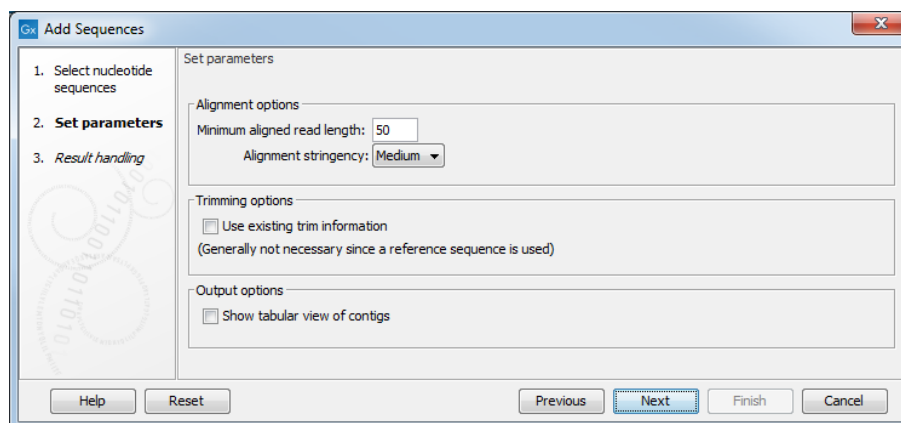 Gx Add Sequences
1. Select nucleotide
sequences
2. Set parameters
3. Result handling
Set parameters
Alignment options
Minimum aligned read length: 50
Alignment stringency: Medium
Trimming options
Use existing trim information
(Generally not necessary since a reference sequence is used)
Output options
Show tabular view of contigs
Help Reset Previous Next Finish Cancel